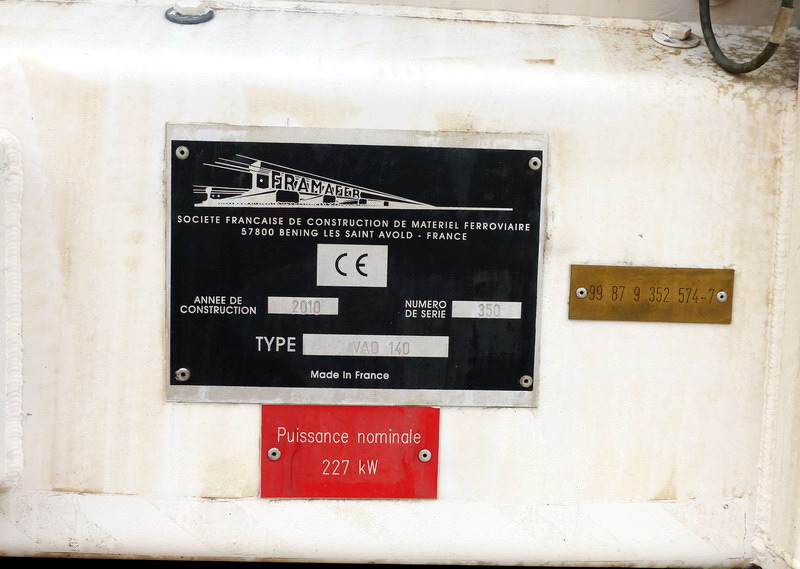 FRAMAFER
SOCIETE FRANCAISE DE CONSTRUCTION DE MATERIEL FERROVIAIRE
57800 BENING LES SAINT AVOLD - FRANCE
CE
ANNEE DE CONSTRUCTION 2010
NUMERO DE SERIE 350
TYPE VAD 140
Made in France
Puissance nominale
227 kW
99 87 9 352 574-7